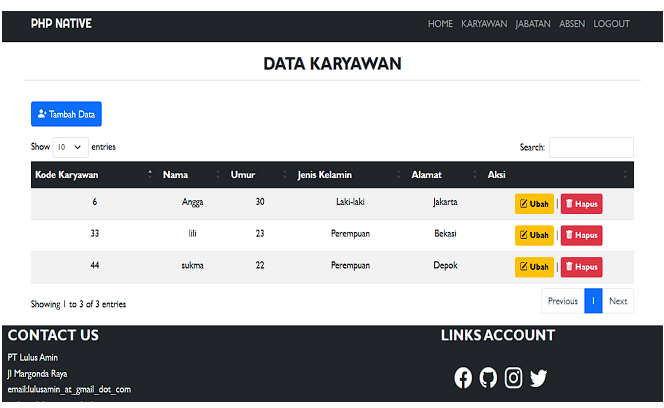 PHP NATIVE HOME KARYAWAN JABATAN ABSEN LOGOUT
DATA KARYAWAN
Tambah Data
Show 10 entries Search:
Kode Karyawan Nama Umur Jenis Kelamin Alamat Aksi
6 Angga 30 Laki-laki Jakarta Ubah | Hapus
33 lili 23 Perempuan Bekasi Ubah | Hapus
44 sukma 22 Perempuan Depok Ubah | Hapus
Showing 1 to 3 of 3 entries Previous 1 Next
CONTACT US LINKS ACCOUNT
PT Lulus Amin
Jl Margonda Raya
email:lulusamin_at_gmail_dot_com